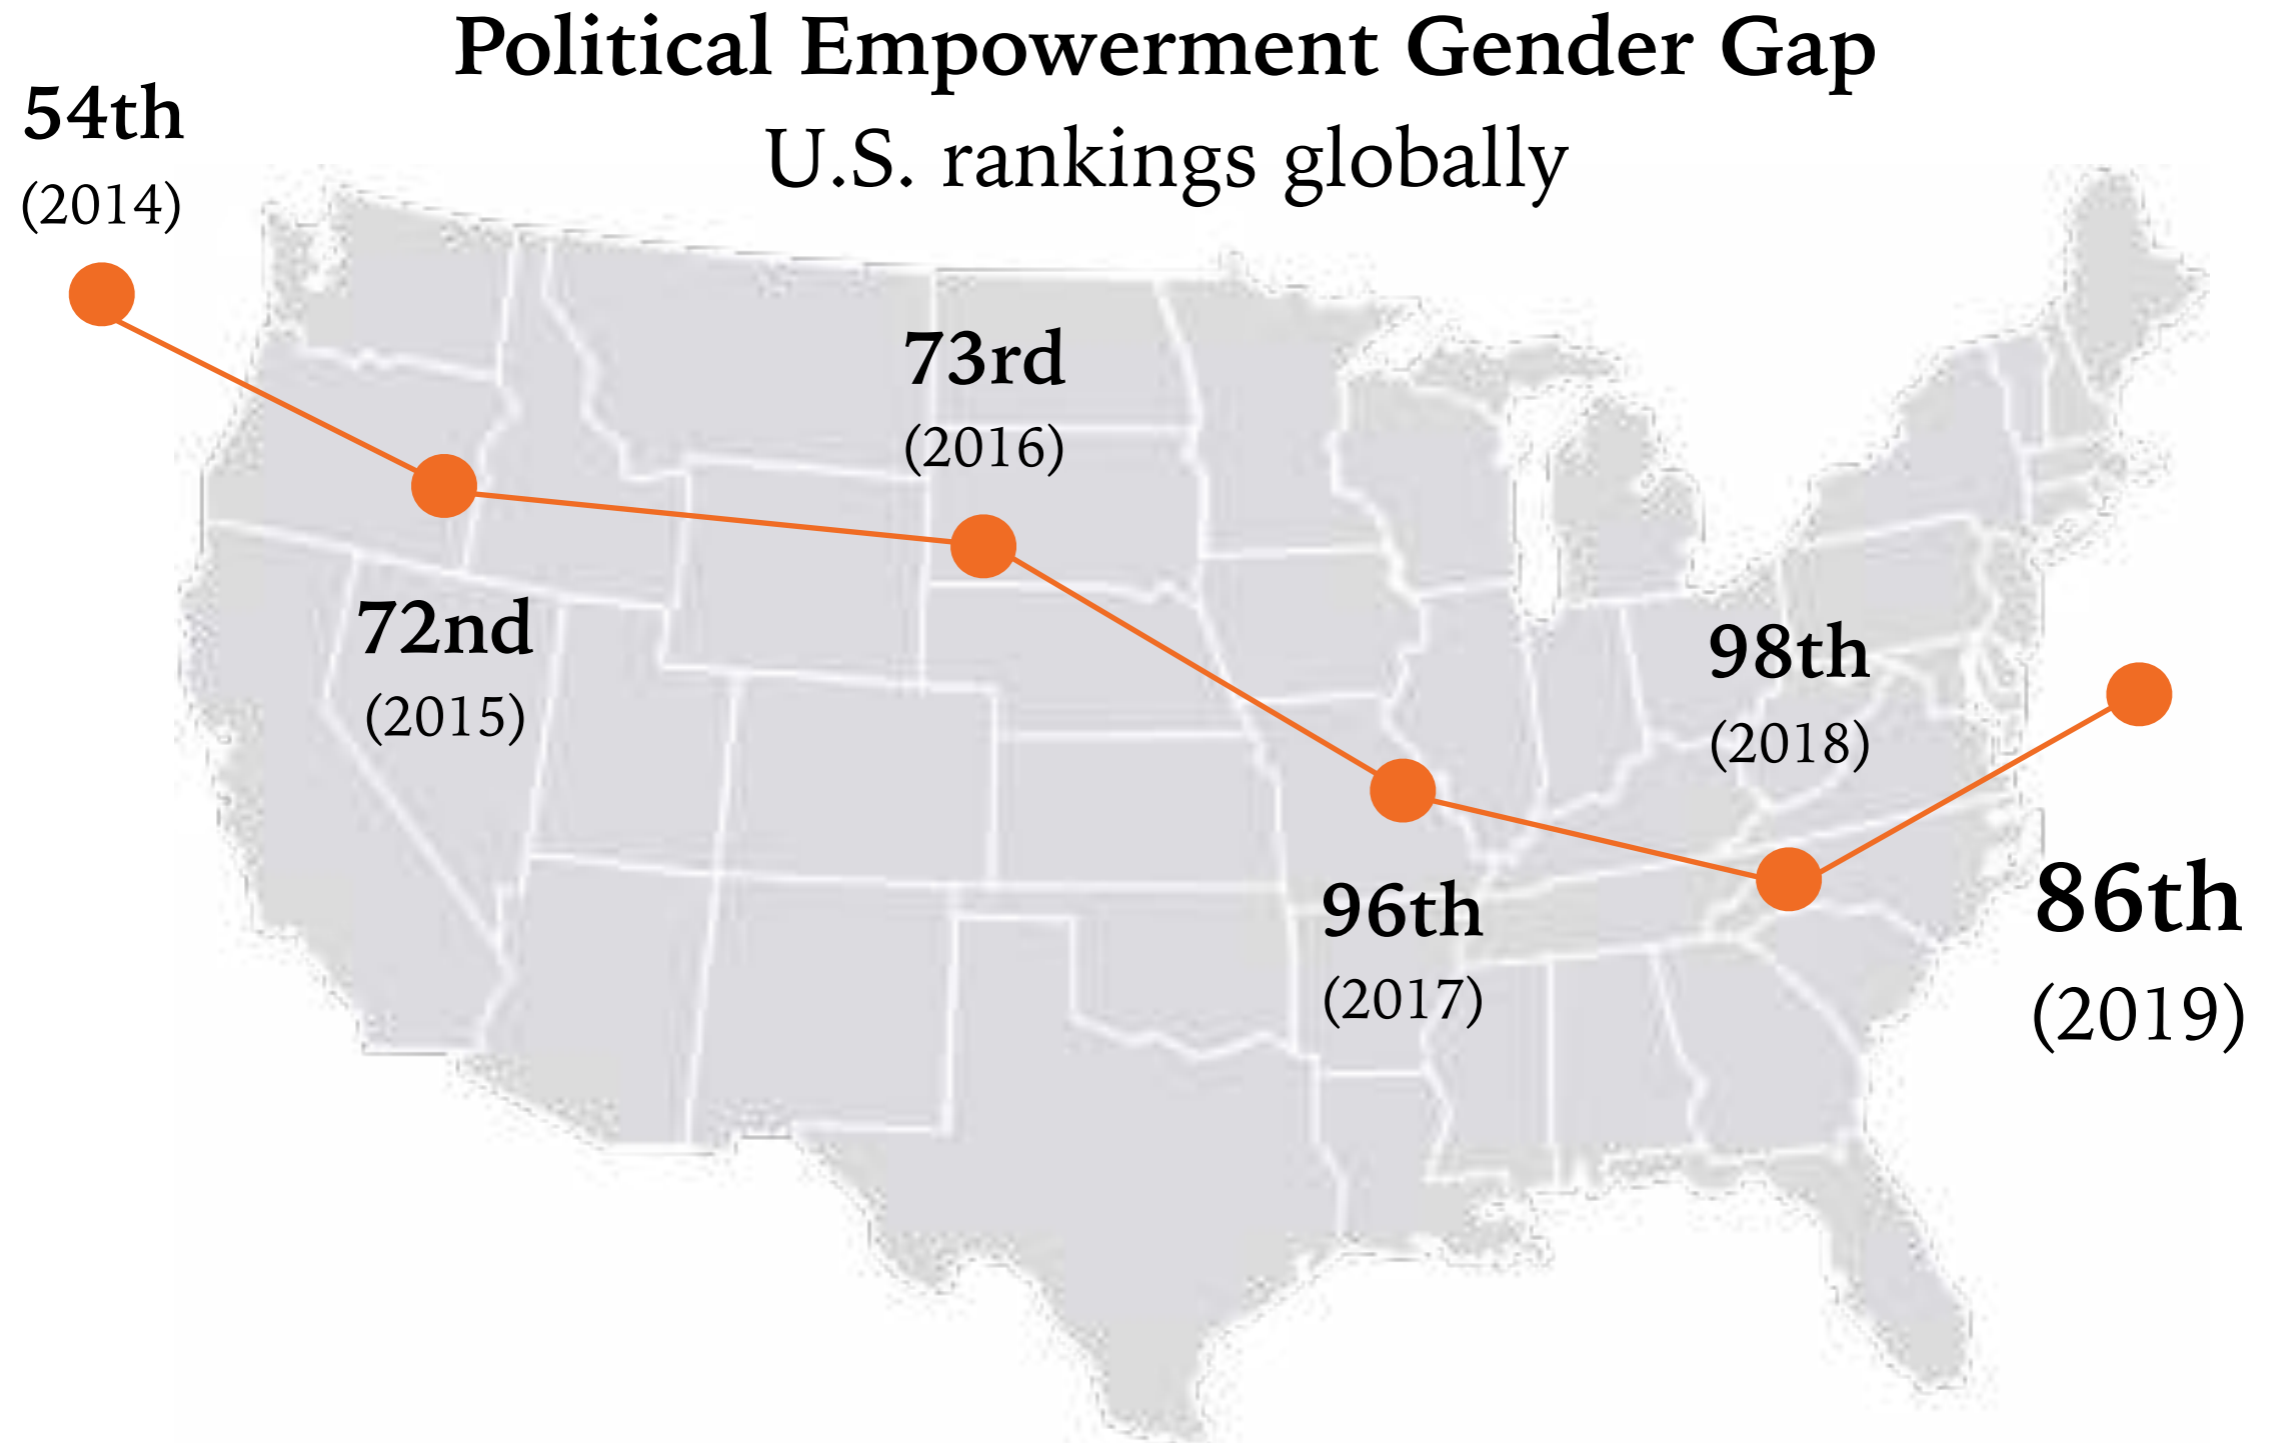 Political Empowerment Gender Gap
U.S. rankings globally
54th
(2014)
72nd
(2015)
73rd
(2016)
96th
(2017)
98th
(2018)
86th
(2019)